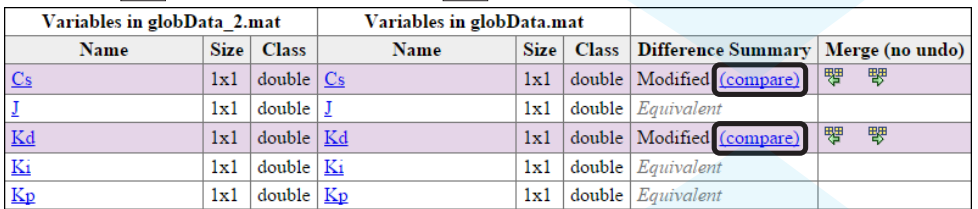 Variables in globData_2.mat Variables in globData.mat
Name Size Class Name Size Class Difference Summary Merge (no undo)
Cs 1x1 double Cs 1x1 double Modified (compare)
J 1x1 double J 1x1 double Equivalent
Kd 1x1 double Kd 1x1 double Modified (compare)
Ki 1x1 double Ki 1x1 double Equivalent
Kp 1x1 double Kp 1x1 double Equivalent